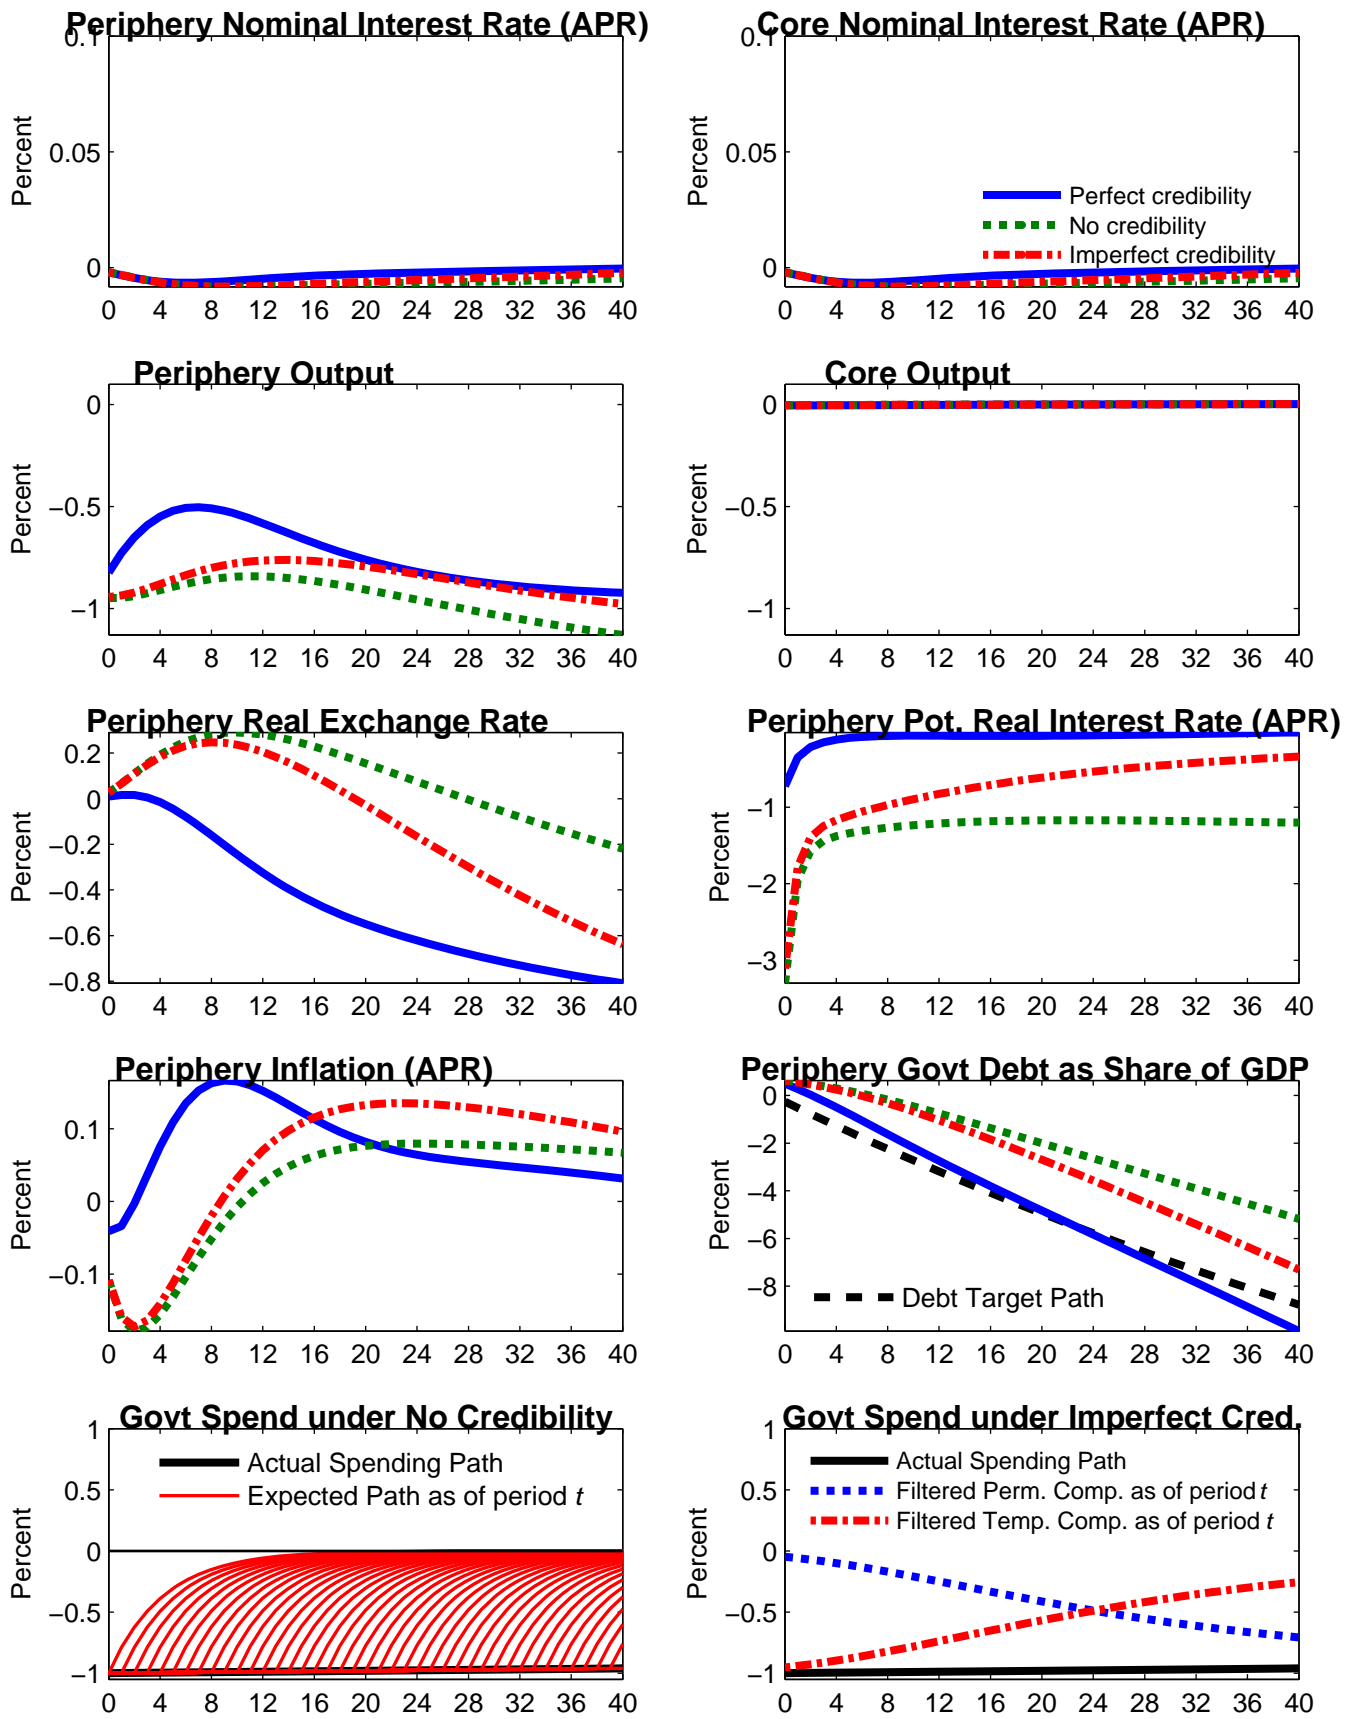 Periphery Nominal Interest Rate (APR)
0.1
0.05
0
Percent
0 4 8 12 16 20 24 28 32 36 40
Core Nominal Interest Rate (APR)
0.1
0.05
0
Percent
Perfect credibility
No credibility
Imperfect credibility
0 4 8 12 16 20 24 28 32 36 40
Periphery Output
0
−0.5
−1
Percent
0 4 8 12 16 20 24 28 32 36 40
Core Output
0
−0.5
−1
Percent
0 4 8 12 16 20 24 28 32 36 40
Periphery Real Exchange Rate
0.2
0
−0.2
−0.4
−0.6
−0.8
Percent
0 4 8 12 16 20 24 28 32 36 40
Periphery Pot. Real Interest Rate (APR)
−1
−2
−3
Percent
0 4 8 12 16 20 24 28 32 36 40
Periphery Inflation (APR)
0.1
0
−0.1
Percent
0 4 8 12 16 20 24 28 32 36 40
Periphery Govt Debt as Share of GDP
0
−2
−4
−6
−8
Percent
Debt Target Path
0 4 8 12 16 20 24 28 32 36 40
Govt Spend under No Credibility
1
0.5
0
−0.5
−1
Percent
Actual Spending Path
Expected Path as of period t
0 4 8 12 16 20 24 28 32 36 40
Govt Spend under Imperfect Cred.
1
0.5
0
−0.5
−1
Percent
Actual Spending Path
Filtered Perm. Comp. as of period t
Filtered Temp. Comp. as of period t
0 4 8 12 16 20 24 28 32 36 40